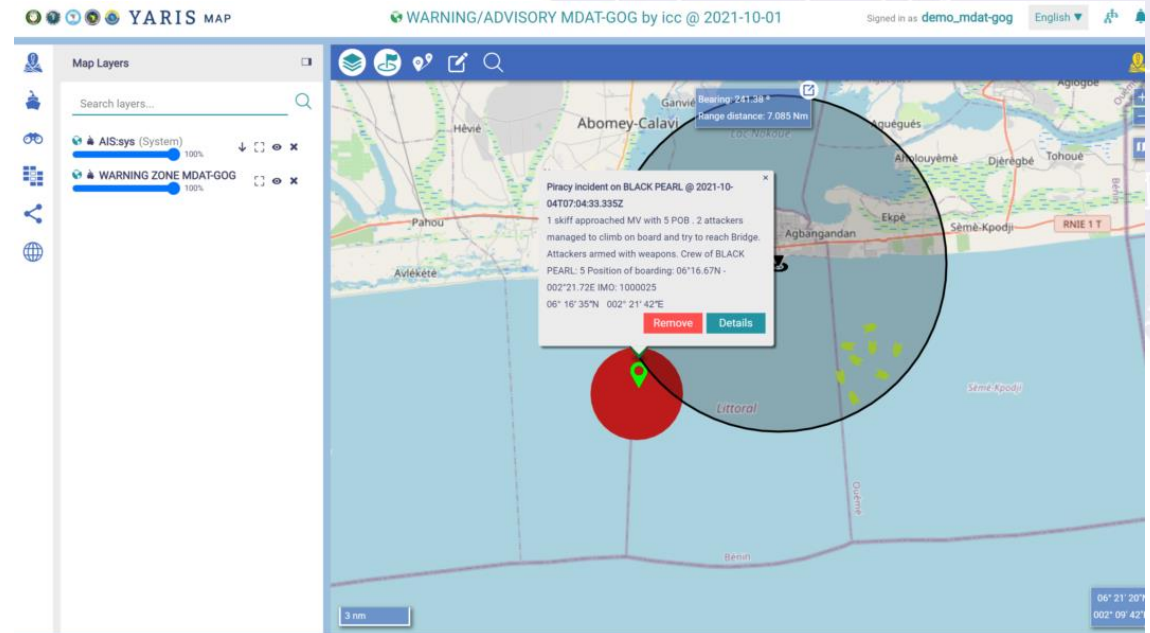 YARIS MAP
WARNING/ADVISORY MDAT-GOG by icc @ 2021-10-01
Signed in as demo_mdat-gog
English ▼
Map Layers
Search layers...
AIS:sys (System)
100%
WARNING ZONE MDAT-GOG
100%
Hêvié
Ganvié
Abomey-Calavi
Lac Nokoué
Bearing: 241.38 °
Range distance: 7.085 Nm
Aguégués
Aglogbè
Aholouyèmè
Djèrègbé
Tohouè
Bénin
Pahou
Avlékété
Agbangandan
Ekpè
Sèmè-Kpodji
RNIE 1 T
Piracy incident on BLACK PEARL @ 2021-10-
04T07:04:33.335Z
1 skiff approached MV with 5 POB , 2 attackers
managed to climb on board and try to reach Bridge.
Attackers armed with weapons. Crew of BLACK
PEARL: 5 Position of boarding: 06°16.67N -
002°21.72E IMO: 1000025
06° 16' 35"N 002° 21' 42"E
Remove
Details
Littoral
Sèmè-Kpodji
Ouémé
Benin
3 nm
06° 21' 20"N
002° 09' 42"